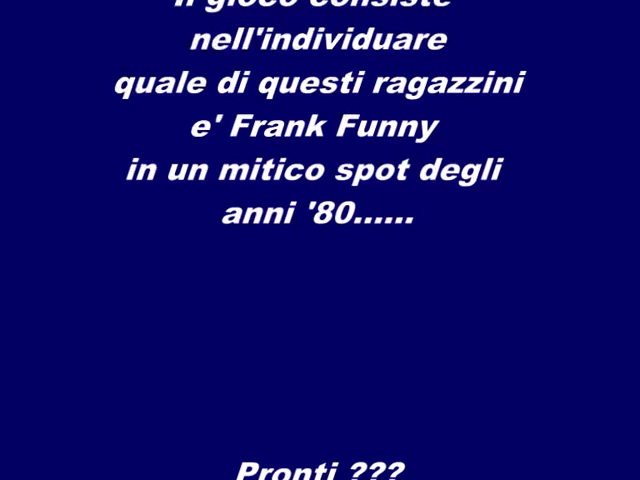 Il gioco consiste
nell'individuare
quale di questi ragazzini
e' Frank Funny
in un mitico spot degli
anni '80......
Pronti ???